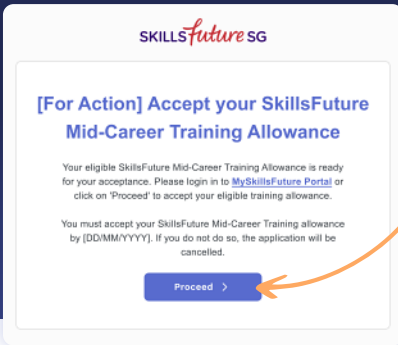 SKILLSfuture SG
[For Action] Accept your SkillsFuture
Mid-Career Training Allowance
Your eligible SkillsFuture Mid-Career Training Allowance is ready
for your acceptance. Please login in to MySkillsFuture Portal or
click on 'Proceed' to accept your eligible training allowance.
You must accept your SkillsFuture Mid-Career Training allowance
by [DD/MM/YYYY]. If you do not do so, the application will be
cancelled.
Proceed >